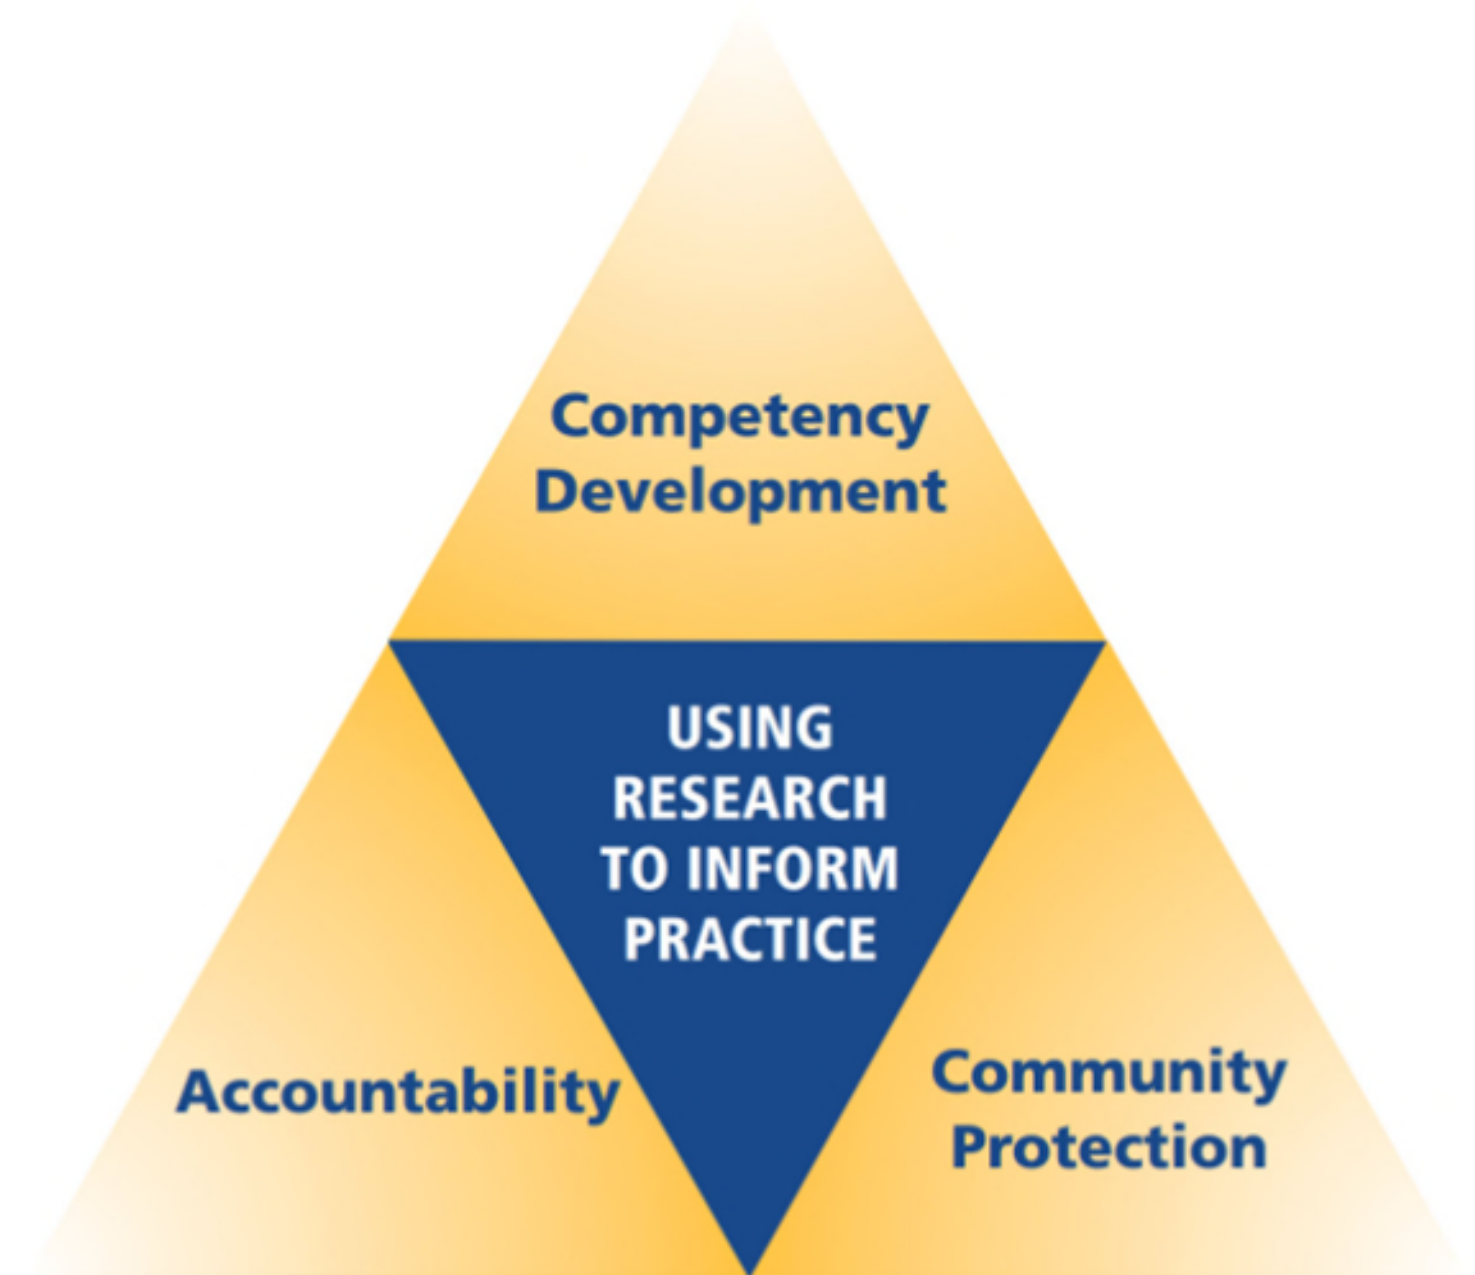 Competency
Development
USING
RESEARCH
TO INFORM
PRACTICE
Accountability
Community
Protection